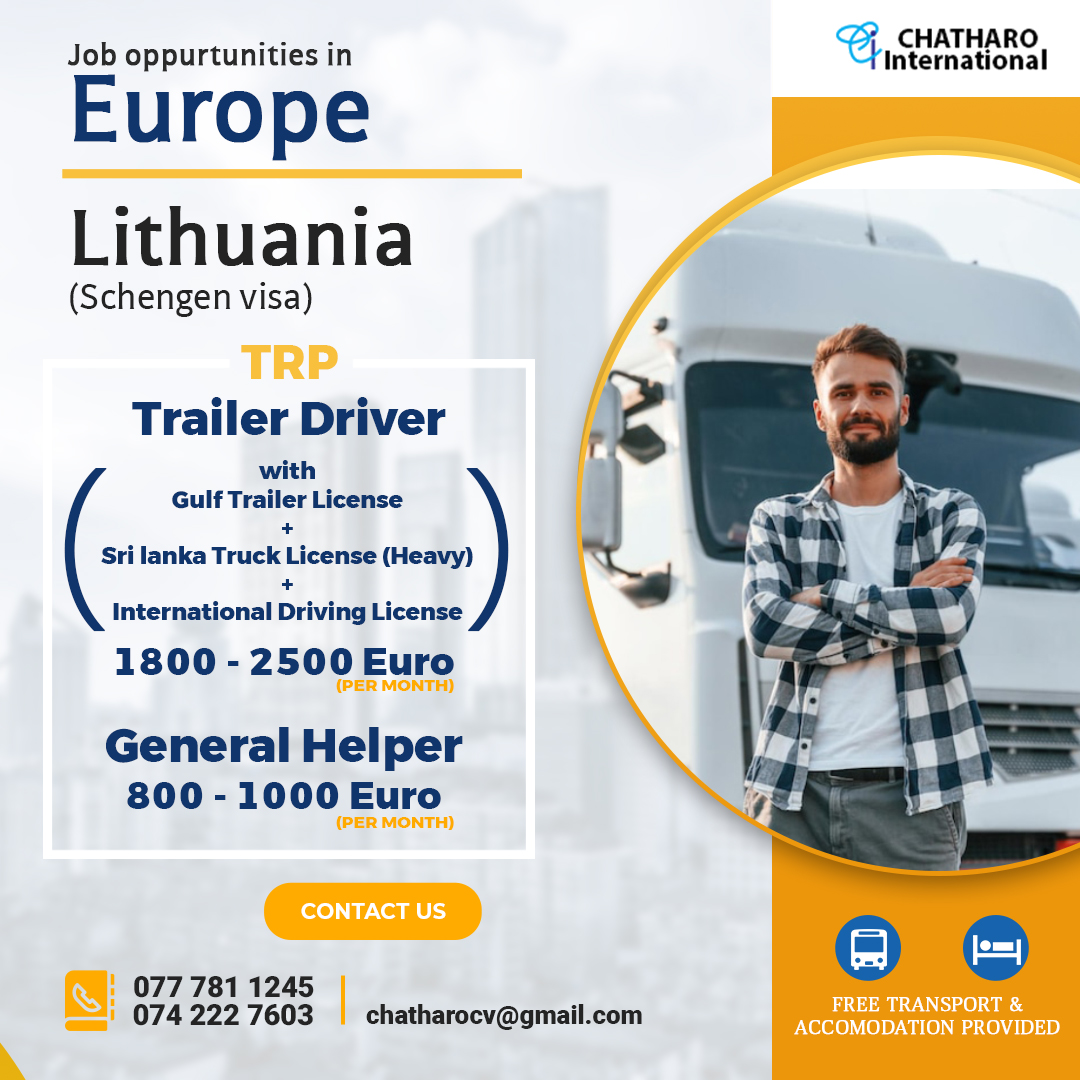 Job oppurtunities in
Europe
Lithuania
(Schengen visa)
TRP
Trailer Driver
with
Gulf Trailer License
+
Sri lanka Truck License (Heavy)
+
International Driving License
1800 - 2500 Euro
(PER MONTH)
General Helper
800 - 1000 Euro
(PER MONTH)
CONTACT US
077 781 1245
074 222 7603
chatharocv@gmail.com
CHATHARO
International
FREE TRANSPORT &
ACCOMODATION PROVIDED